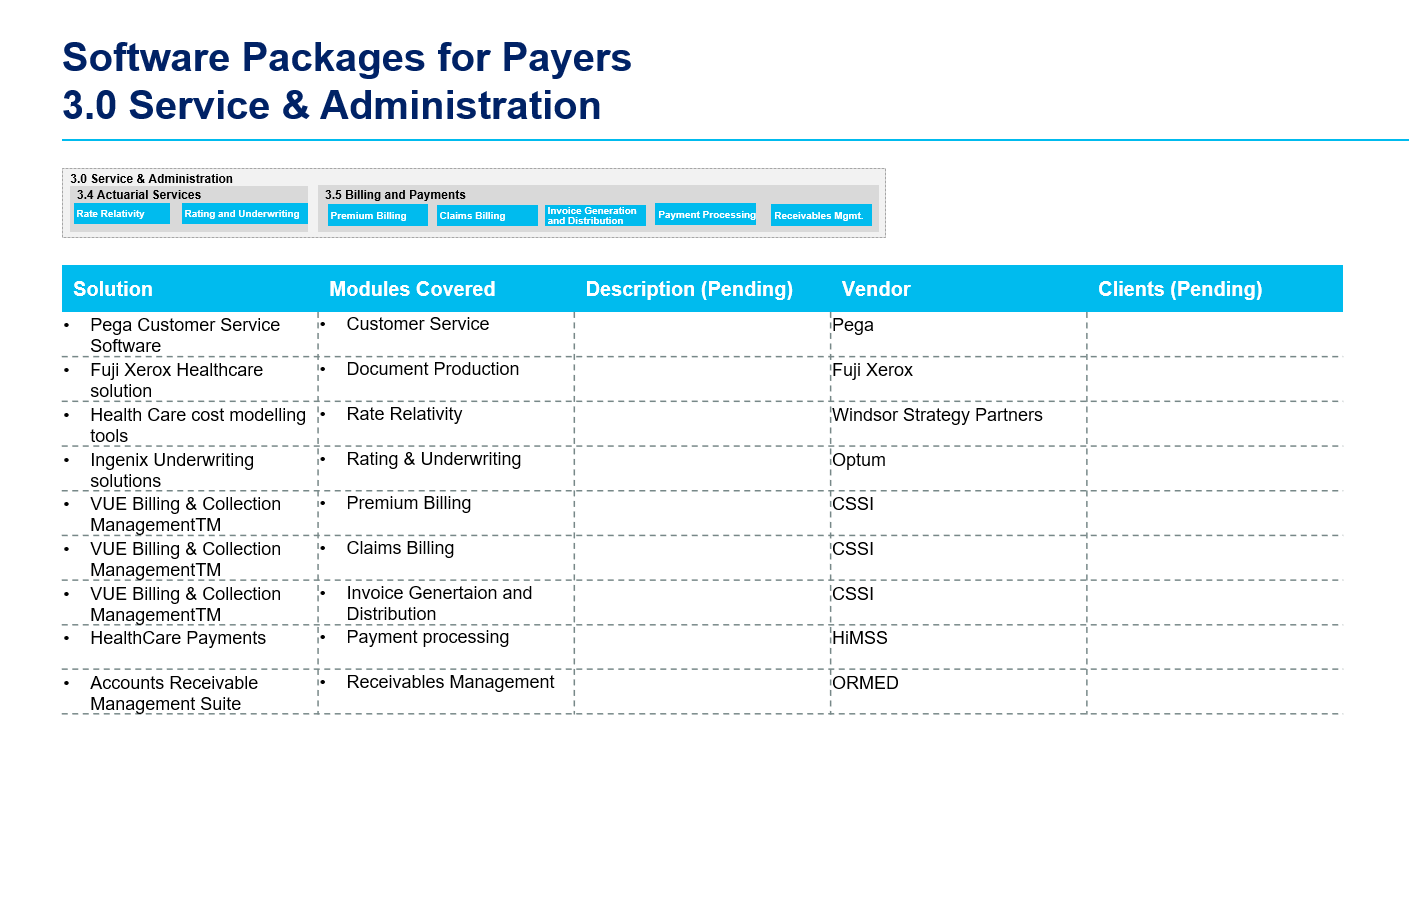 Software Packages for Payers
3.0 Service & Administration
3.0 Service & Administration
3.4 Actuarial Services
3.5 Billing and Payments
Rate Relativity
Rating and Underwriting
Premium Billing
Claims Billing
Invoice Generation
and Distribution
Payment Processing
Receivables Mgmt.
Solution
Modules Covered
Description (Pending)
Vendor
Clients (Pending)
• Pega Customer Service
Software
• Customer Service
Pega
• Fuji Xerox Healthcare
solution
• Document Production
Fuji Xerox
• Health Care cost modelling
tools
• Rate Relativity
Windsor Strategy Partners
• Ingenix Underwriting
solutions
• Rating & Underwriting
Optum
• VUE Billing & Collection
ManagementTM
• Premium Billing
CSSI
• VUE Billing & Collection
ManagementTM
• Claims Billing
CSSI
• VUE Billing & Collection
ManagementTM
• Invoice Genertaion and
Distribution
CSSI
• HealthCare Payments
• Payment processing
HiMSS
• Accounts Receivable
Management Suite
• Receivables Management
ORMED